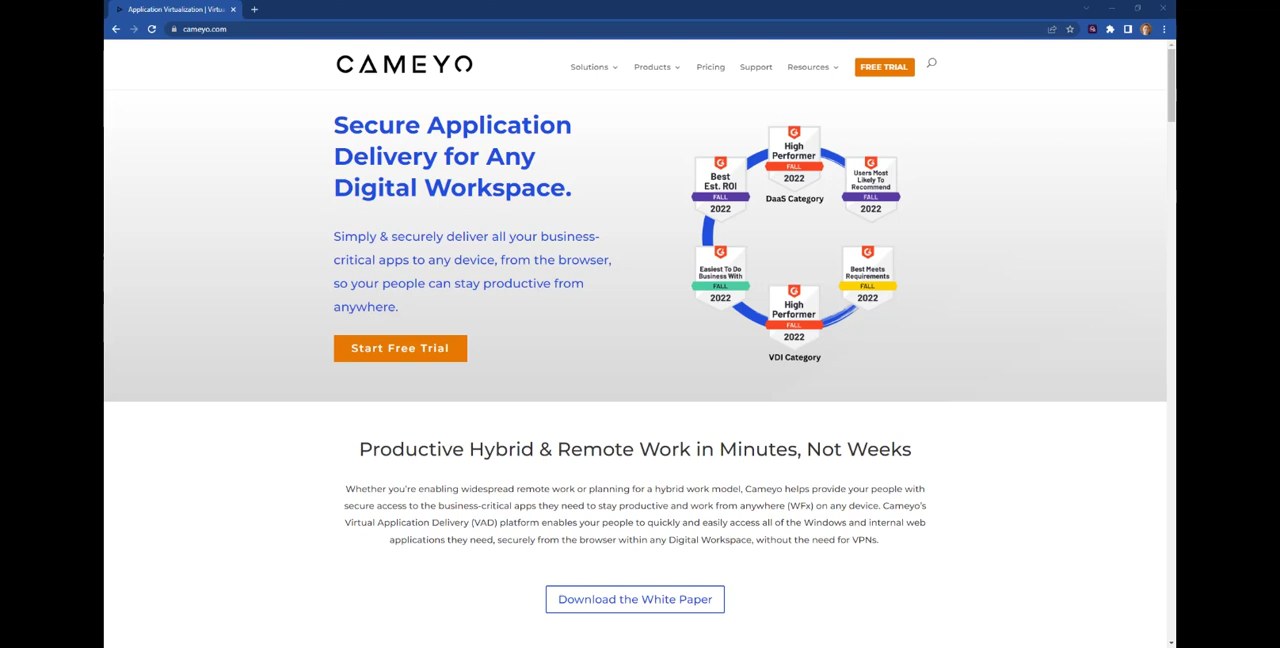 Application Virtualization | Virtu
cameyo.com
CAMEYO
Solutions
Products
Pricing
Support
Resources
FREE TRIAL
Secure Application
Delivery for Any
Digital Workspace.
Simply & securely deliver all your business-
critical apps to any device, from the browser,
so your people can stay productive from
anywhere.
Start Free Trial
High
Performer
FALL
2022
DaaS Category
Best
Est. ROI
FALL
2022
Users Most
Likely To
Recommend
FALL
2022
Easiest To Do
Business With
FALL
2022
Best Meets
Requirements
FALL
2022
High
Performer
FALL
2022
VDI Category
Productive Hybrid & Remote Work in Minutes, Not Weeks
Whether you're enabling widespread remote work or planning for a hybrid work model, Cameyo helps provide your people with
secure access to the business-critical apps they need to stay productive and work from anywhere (WFx) on any device. Cameyo's
Virtual Application Delivery (VAD) platform enables your people to quickly and easily access all of the Windows and internal web
applications they need, securely from the browser within any Digital Workspace, without the need for VPNs.
Download the White Paper